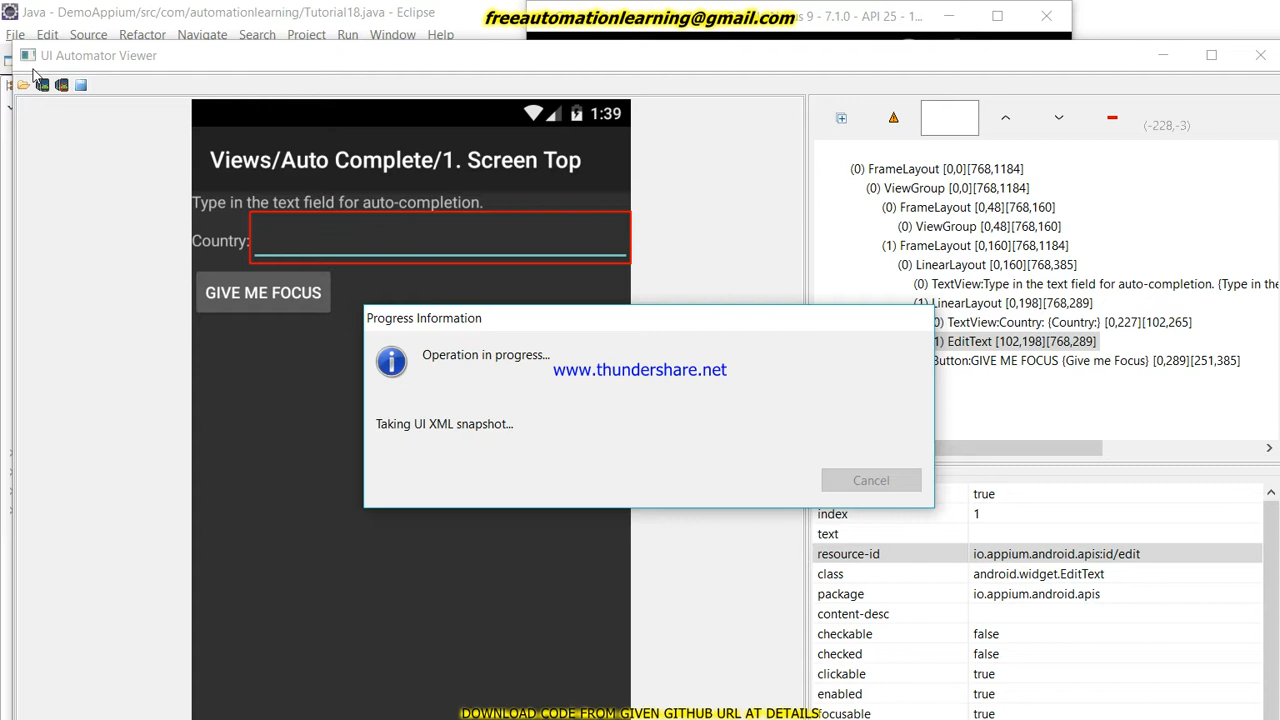 Java - DemoAppium/src/com/automationlearning/Tutorial18.java - Eclipse
freeautomationlearning@gmail.com
9 - 7.1.0 - API 25 - 1...
File Edit Source Refactor Navigate Search Project Run Window Help
UI Automator Viewer
1:39
Views/Auto Complete/1. Screen Top
Type in the text field for auto-completion.
Country:
GIVE ME FOCUS
Progress Information
Operation in progress...
www.thundershare.net
Taking UI XML snapshot...
Cancel
(-228,-3)
(0) FrameLayout [0,0][768,1184]
(0) ViewGroup [0,0][768,1184]
(0) FrameLayout [0,48][768,160]
(0) ViewGroup [0,48][768,160]
(1) FrameLayout [0,160][768,1184]
(0) LinearLayout [0,160][768,385]
(0) TextView:Type in the text field for auto-completion. {Type in the
(1) LinearLayout [0,198][768,289]
0) TextView:Country: {Country:} [0,227][102,265]
1) EditText [102,198][768,289]
Button:GIVE ME FOCUS {Give me Focus} [0,289][251,385]
true
index 1
text
resource-id io.appium.android.apis:id/edit
class android.widget.EditText
package io.appium.android.apis
content-desc
checkable false
checked false
clickable true
enabled true
focusable true
DOWNLOAD CODE FROM GIVEN GITHUB URL AT DETAILS